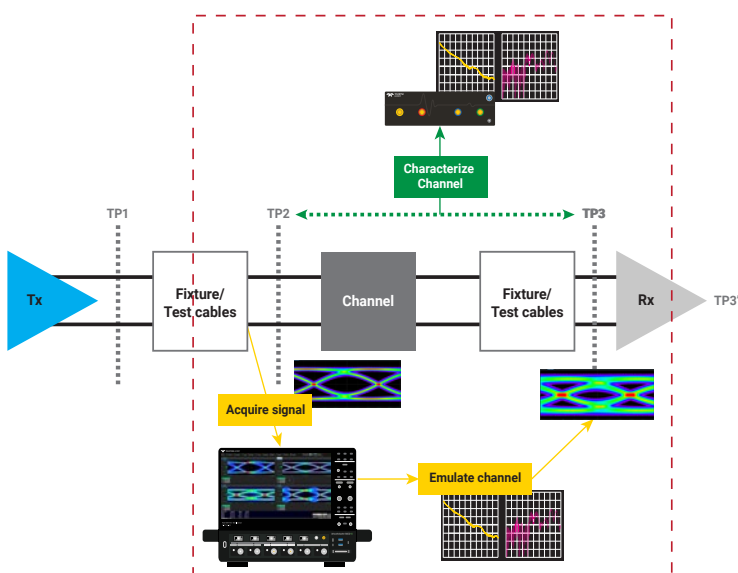 Characterize
Channel
TP1
TP2
TP3
Tx
Fixture/
Test cables
Channel
Fixture/
Test cables
Rx
TP3'
Acquire signal
Emulate channel